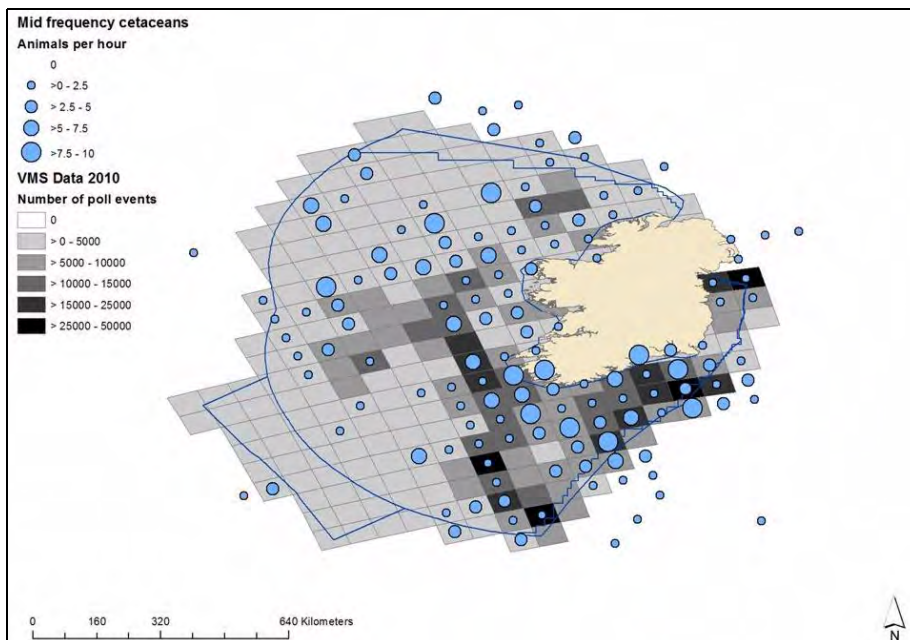 Mid frequency cetaceans
Animals per hour
0
>0 - 2.5
> 2.5 - 5
>5 - 7.5
>7.5 - 10
VMS Data 2010
Number of poll events
0
> 0 - 5000
> 5000 - 10000
> 10000 - 15000
> 15000 - 25000
> 25000 - 50000
0 160 320 640 Kilometers
N